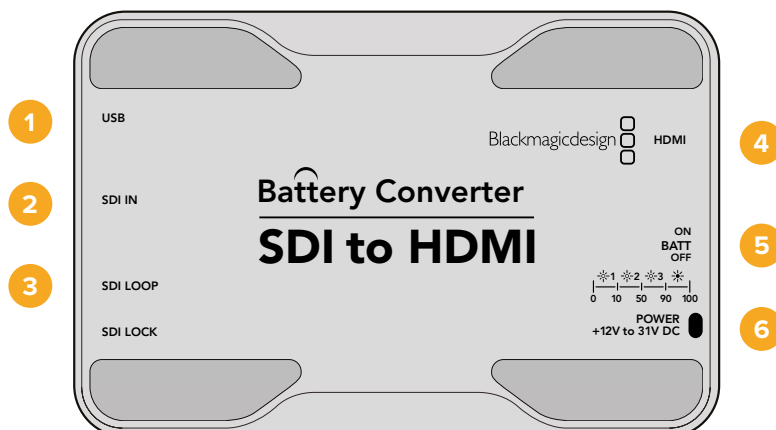 1
USB
2
SDI IN
3
SDI LOOP
SDI LOCK
Blackmagicdesign
HDMI
4
Battery Converter
SDI to HDMI
ON
BATT
OFF
5
1 2 3
0 10 50 90 100
POWER
+12V to 31V DC
6